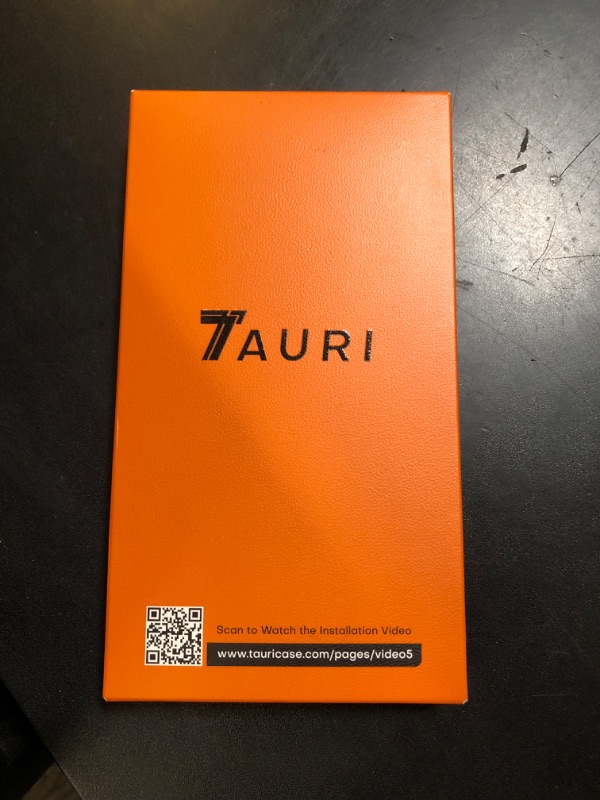 TAURI
Scan to Watch the Installation Video
www.tauricase.com/pages/video5